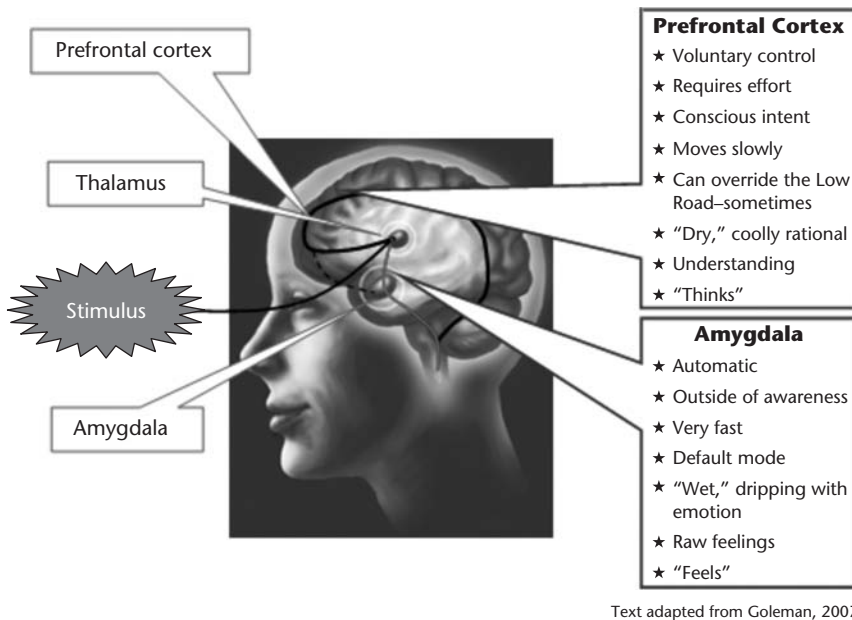 Prefrontal cortex
Thalamus
Stimulus
Amygdala
Prefrontal Cortex
★ Voluntary control
★ Requires effort
★ Conscious intent
★ Moves slowly
★ Can override the Low
Road–sometimes
★ “Dry,” coolly rational
★ Understanding
★ “Thinks”
Amygdala
★ Automatic
★ Outside of awareness
★ Very fast
★ Default mode
★ “Wet,” dripping with
emotion
★ Raw feelings
★ “Feels”
Text adapted from Goleman, 2007